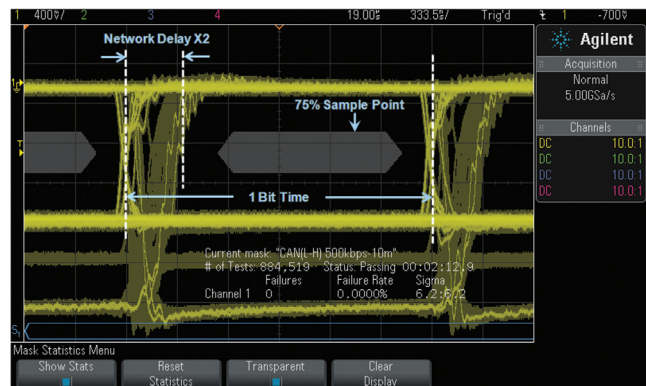 1 400mV/ 2 3 4 19.00µs 333.5ns/ Trig'd 1 -700mV
Network Delay X2
75% Sample Point
1 Bit Time
Current mask: "CAN(L-H) 500kbps-10m"
# of Tests: 884,519 Status: Passing 00:02:12.9
Failures Failure Rate Sigma
Channel 1 0 0.0000% 6.2:6.2
Agilent
Acquisition
Normal
5.00GSa/s
Channels
DC 10.0:1
DC 10.0:1
DC 10.0:1
DC 10.0:1
Mask Statistics Menu
Show Stats
Reset Statistics
Transparent
Clear Display